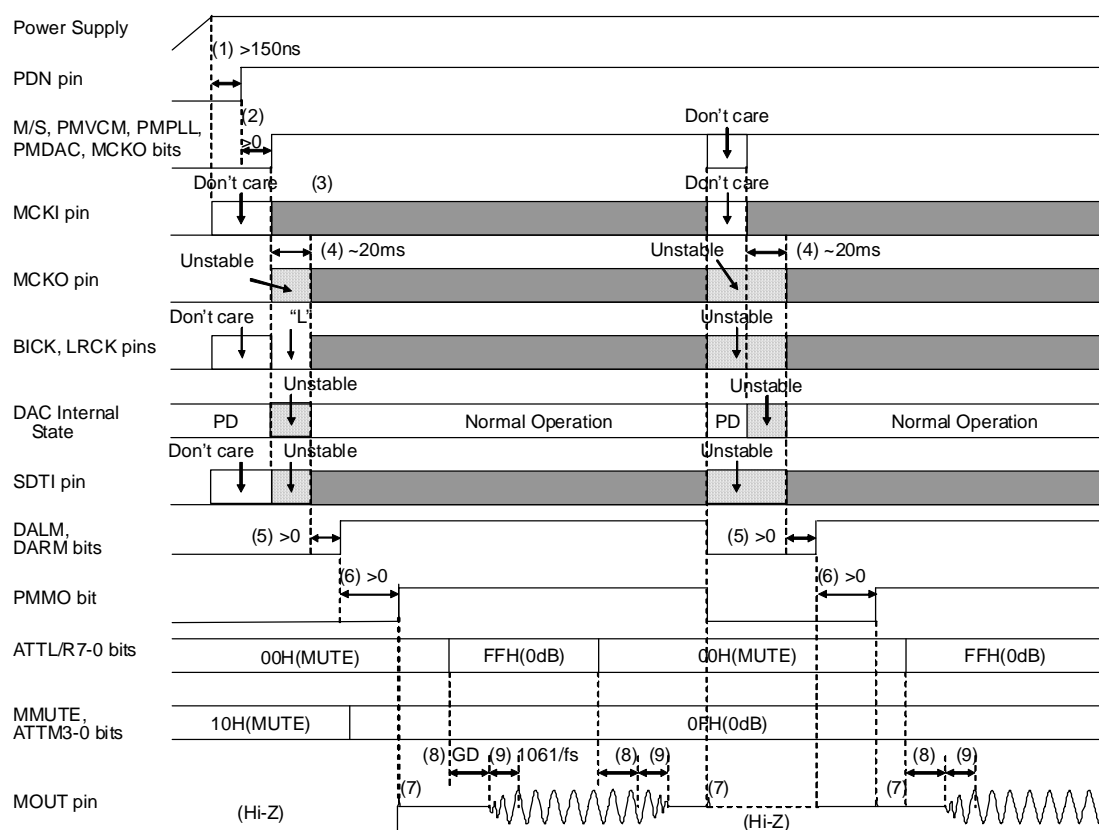 Power Supply
(1) >150ns
PDN pin
(2)
M/S, PMVCM, PMPLL,
PMDAC, MCKO bits
>0
Don't care
Don't care
(3)
Don't care
MCKI pin
(4) ~20ms
Unstable
(4) ~20ms
Unstable
MCKO pin
Don't care
"L"
Unstable
BICK, LRCK pins
Unstable
Unstable
DAC Internal
State
PD
Normal Operation
PD
Normal Operation
Don't care
Unstable
Unstable
SDTI pin
DALM,
DARM bits
(5) >0
(5) >0
(6) >0
(6) >0
PMMO bit
ATTL/R7-0 bits
00H(MUTE)
FFH(0dB)
00H(MUTE)
FFH(0dB)
MMUTE,
ATTM3-0 bits
10H(MUTE)
0FH(0dB)
(8) GD
(9) 1061/fs
(8)
(9)
(8)
(9)
(7)
(7)
(7)
MOUT pin
(Hi-Z)
(Hi-Z)